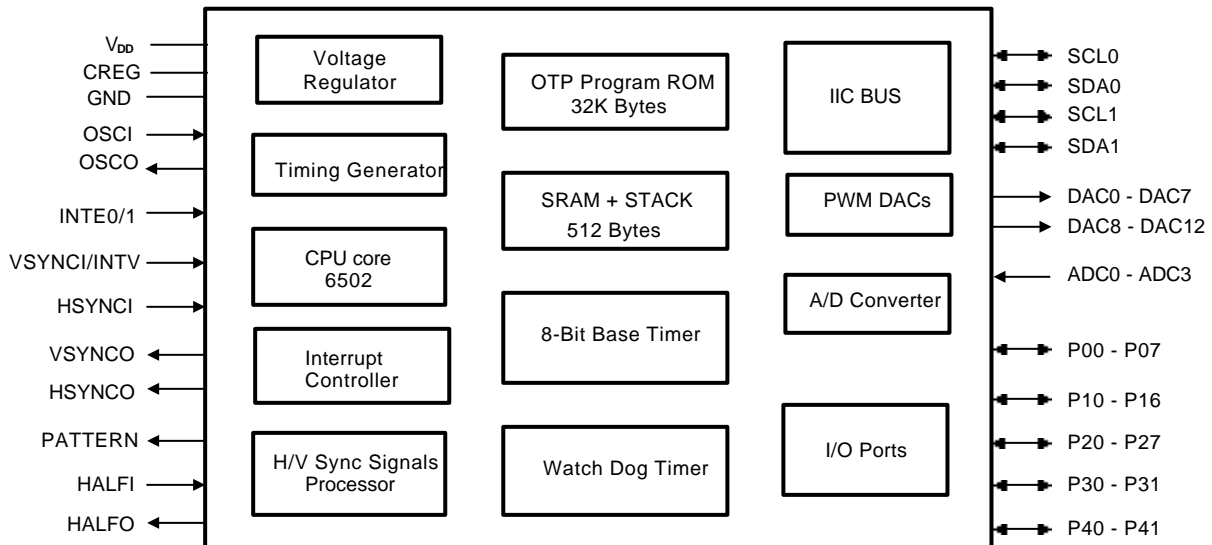 VDD
CREG
GND
OSCI
OSCO
INTE0/1
VSYNCI/INTV
HSYNCI
VSYNCO
HSYNCO
PATTERN
HALFI
HALFO
Voltage
Regulator
Timing Generator
CPU core
6502
Interrupt
Controller
H/V Sync Signals
Processor
OTP Program ROM
32K Bytes
SRAM + STACK
512 Bytes
8-Bit Base Timer
Watch Dog Timer
IIC BUS
PWM DACs
A/D Converter
I/O Ports
SCL0
SDA0
SCL1
SDA1
DAC0 - DAC7
DAC8 - DAC12
ADC0 - ADC3
P00 - P07
P10 - P16
P20 - P27
P30 - P31
P40 - P41